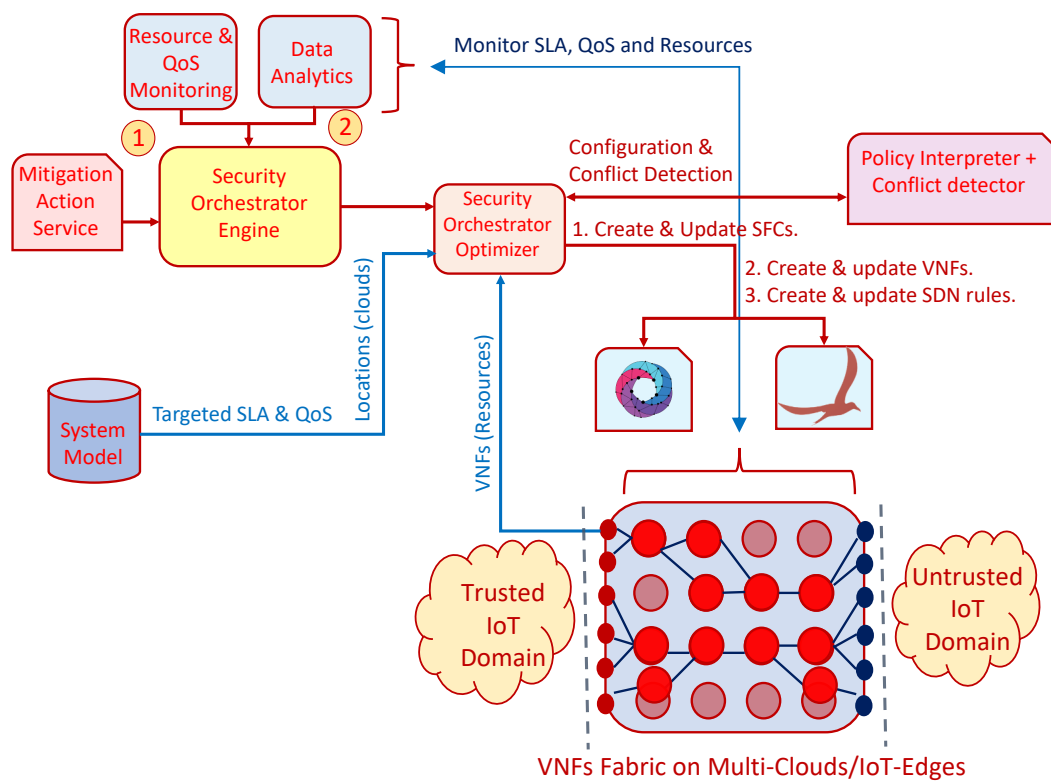 Resource &
QoS
Monitoring
Data
Analytics
Monitor SLA, QoS and Resources
1
2
Mitigation
Action
Service
Security
Orchestrator
Engine
Security
Orchestrator
Optimizer
Configuration &
Conflict Detection
Policy Interpreter +
Conflict detector
1. Create & Update SFCs.
2. Create & update VNFs.
3. Create & update SDN rules.
Locations (clouds)
VNFs (Resources)
System
Model
Targeted SLA & QoS
Trusted
IoT
Domain
Untrusted
IoT
Domain
VNFs Fabric on Multi-Clouds/IoT-Edges